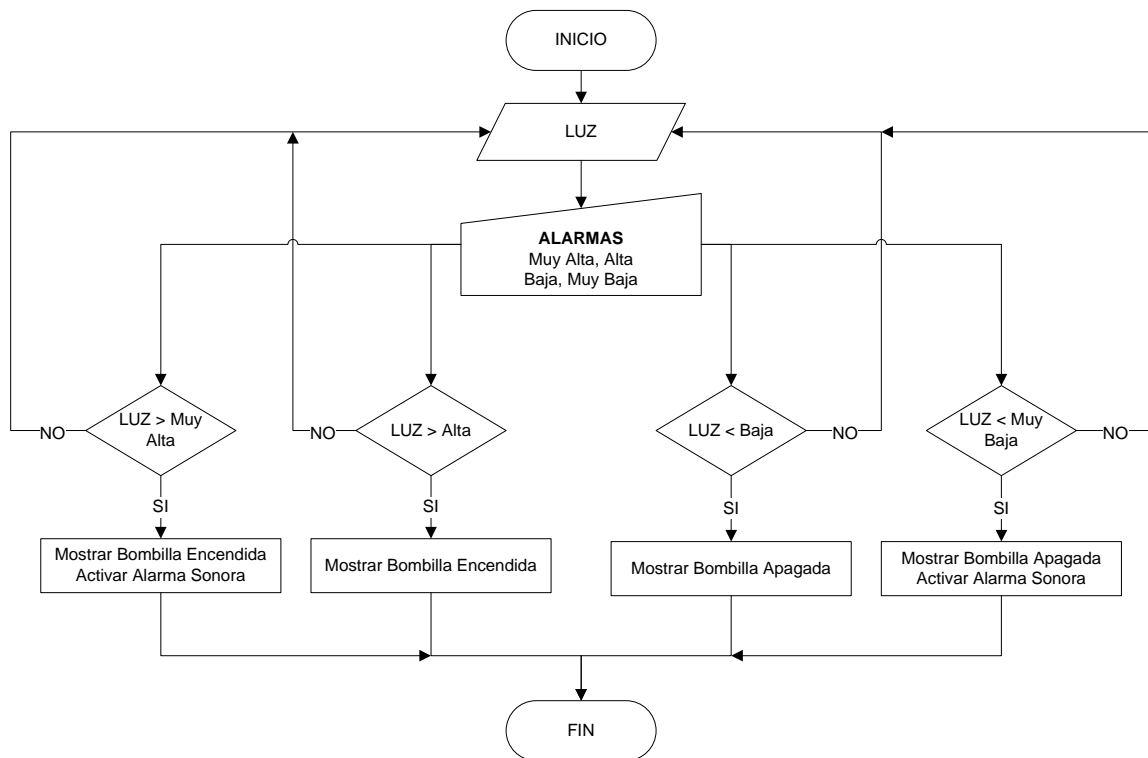 INICIO
LUZ
ALARMAS
Muy Alta, Alta
Baja, Muy Baja
LUZ > Muy
Alta
NO
LUZ > Alta
NO
LUZ < Baja
NO
LUZ < Muy
Baja
NO
SI
SI
SI
SI
Mostrar Bombilla Encendida
Activar Alarma Sonora
Mostrar Bombilla Encendida
Mostrar Bombilla Apagada
Mostrar Bombilla Apagada
Activar Alarma Sonora
FIN